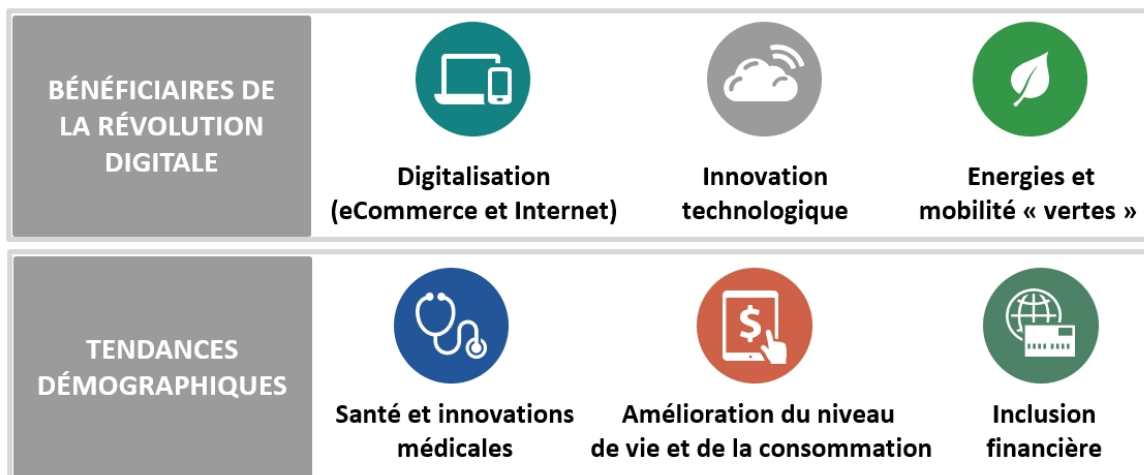 BÉNÉFICIAIRES DE
LA RÉVOLUTION
DIGITALE
Digitalisation
(eCommerce et Internet)
Innovation
technologique
Energies et
mobilité « vertes »
TENDANCES
DÉMOGRAPHIQUES
Santé et innovations
médicales
$
Amélioration du niveau
de vie et de la consommation
Inclusion
financière